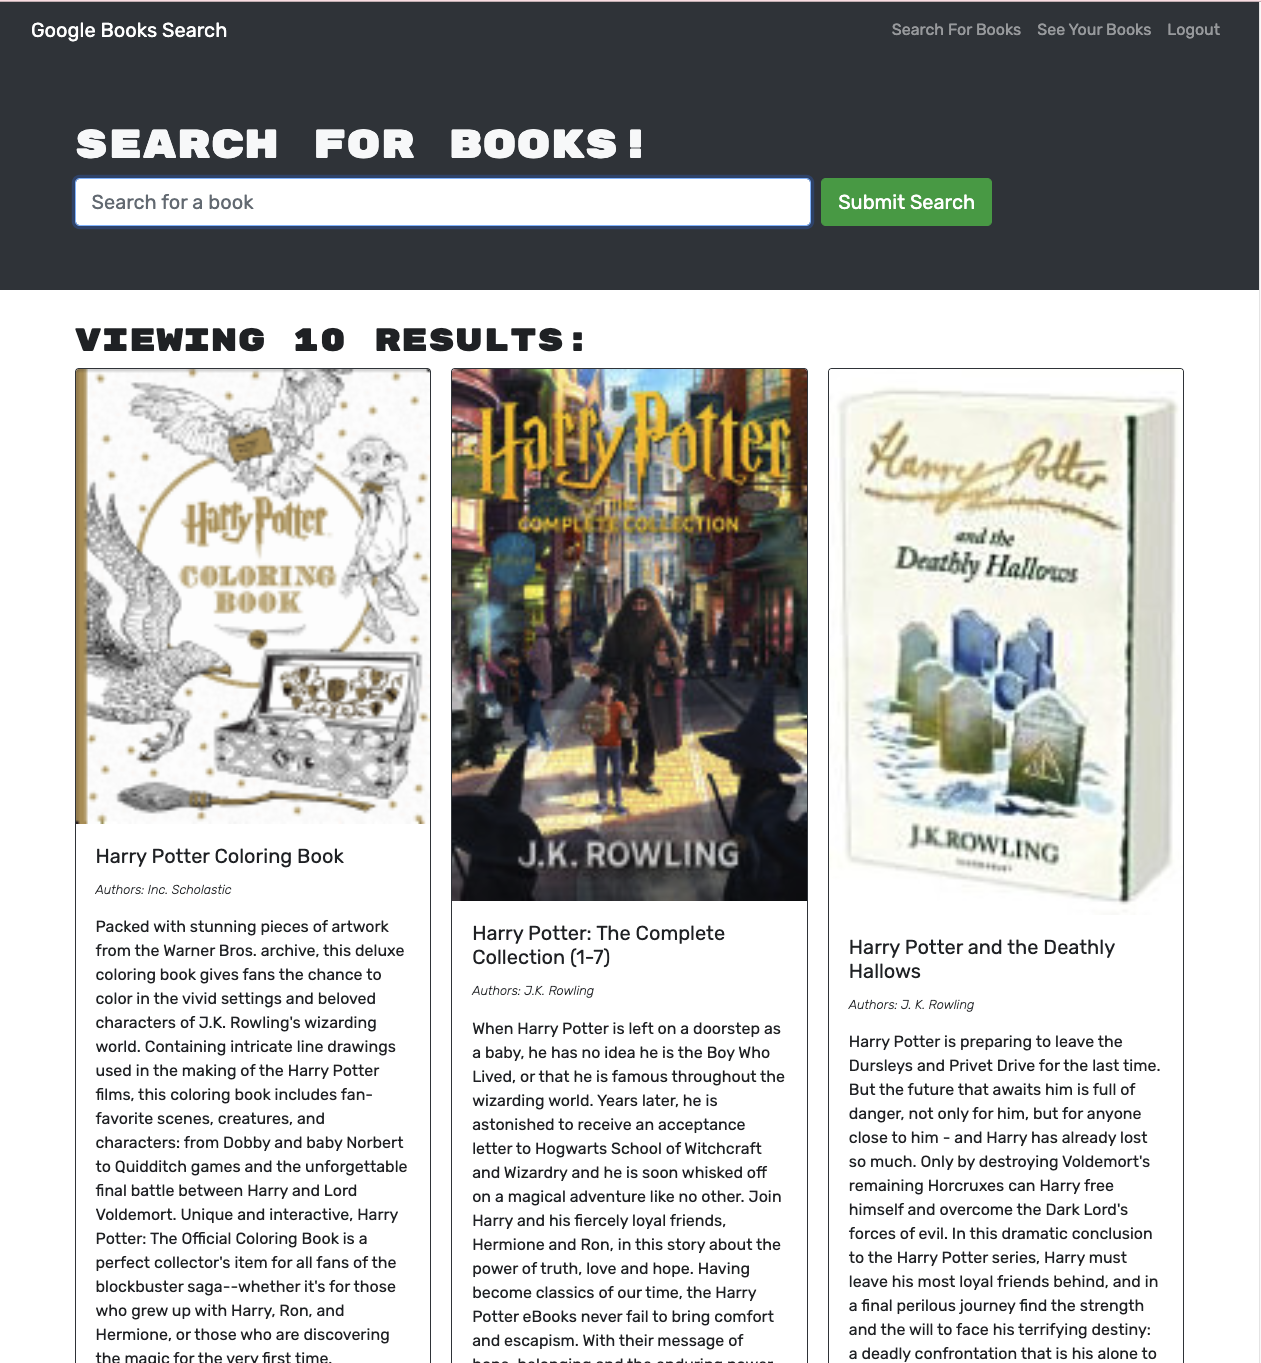 Google Books Search
Search For Books See Your Books Logout
SEARCH FOR BOOKS!
Search for a book
Submit Search
VIEWING 10 RESULTS:
Harry Potter
COLORING
BOOK
Harry Potter Coloring Book
Authors: Inc. Scholastic
Packed with stunning pieces of artwork
from the Warner Bros. archive, this deluxe
coloring book gives fans the chance to
color in the vivid settings and beloved
characters of J.K. Rowling's wizarding
world. Containing intricate line drawings
used in the making of the Harry Potter
films, this coloring book includes fan-
favorite scenes, creatures, and
characters: from Dobby and baby Norbert
to Quidditch games and the unforgettable
final battle between Harry and Lord
Voldemort. Unique and interactive, Harry
Potter: The Official Coloring Book is a
perfect collector's item for all fans of the
blockbuster saga--whether it's for those
who grew up with Harry, Ron, and
Hermione, or those who are discovering
the magic for the very first time.
Harry Potter
THE
COMPLETE COLLECTION
J.K. ROWLING
Harry Potter: The Complete
Collection (1-7)
Authors: J.K. Rowling
When Harry Potter is left on a doorstep as
a baby, he has no idea he is the Boy Who
Lived, or that he is famous throughout the
wizarding world. Years later, he is
astonished to receive an acceptance
letter to Hogwarts School of Witchcraft
and Wizardry and he is soon whisked off
on a magical adventure like no other. Join
Harry and his fiercely loyal friends,
Hermione and Ron, in this story about the
power of truth, love and hope. Having
become classics of our time, the Harry
Potter eBooks never fail to bring comfort
and escapism. With their message of
hope, belonging and the enduring power
Harry Potter
and the
Deathly Hallows
J.K.ROWLING
Harry Potter and the Deathly
Hallows
Authors: J. K. Rowling
Harry Potter is preparing to leave the
Dursleys and Privet Drive for the last time.
But the future that awaits him is full of
danger, not only for him, but for anyone
close to him - and Harry has already lost
so much. Only by destroying Voldemort's
remaining Horcruxes can Harry free
himself and overcome the Dark Lord's
forces of evil. In this dramatic conclusion
to the Harry Potter series, Harry must
leave his most loyal friends behind, and in
a final perilous journey find the strength
and the will to face his terrifying destiny:
a deadly confrontation that is his alone to